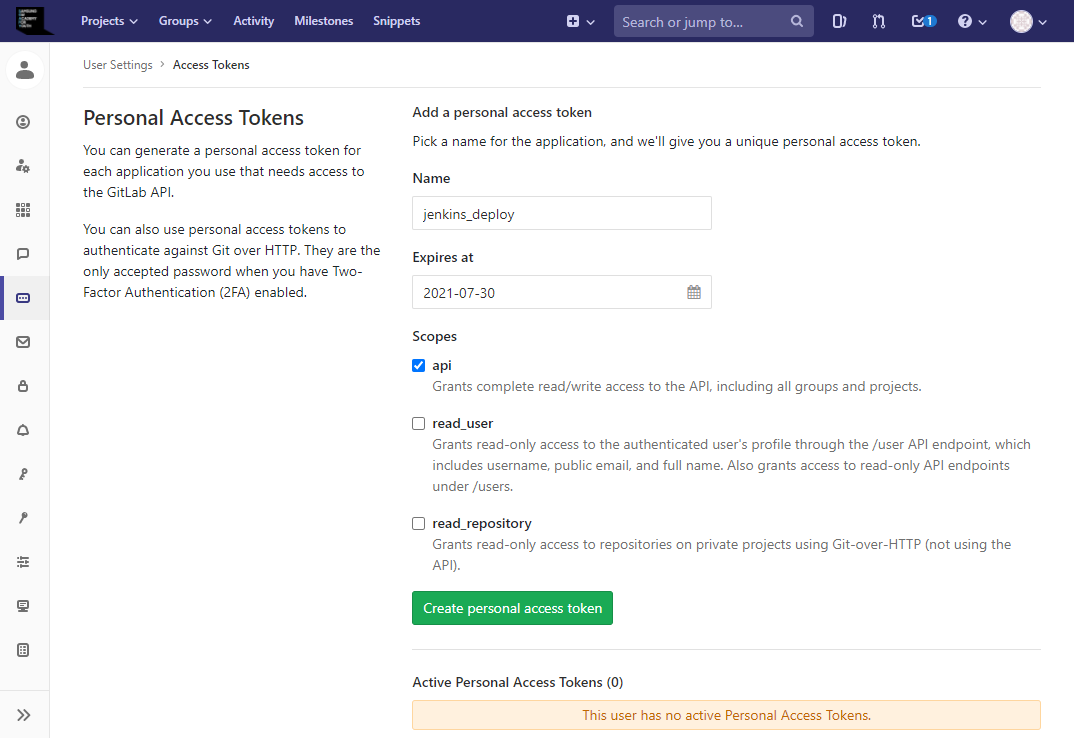 Projects Groups Activity Milestones Snippets Search or jump to... 1
User Settings > Access Tokens
Personal Access Tokens
You can generate a personal access token for
each application you use that needs access to
the GitLab API.
You can also use personal access tokens to
authenticate against Git over HTTP. They are the
only accepted password when you have Two-
Factor Authentication (2FA) enabled.
Add a personal access token
Pick a name for the application, and we'll give you a unique personal access token.
Name
jenkins_deploy
Expires at
2021-07-30
Scopes
api
Grants complete read/write access to the API, including all groups and projects.
read_user
Grants read-only access to the authenticated user's profile through the /user API endpoint, which
includes username, public email, and full name. Also grants access to read-only API endpoints
under /users.
read_repository
Grants read-only access to repositories on private projects using Git-over-HTTP (not using the
API).
Create personal access token
Active Personal Access Tokens (0)
This user has no active Personal Access Tokens.